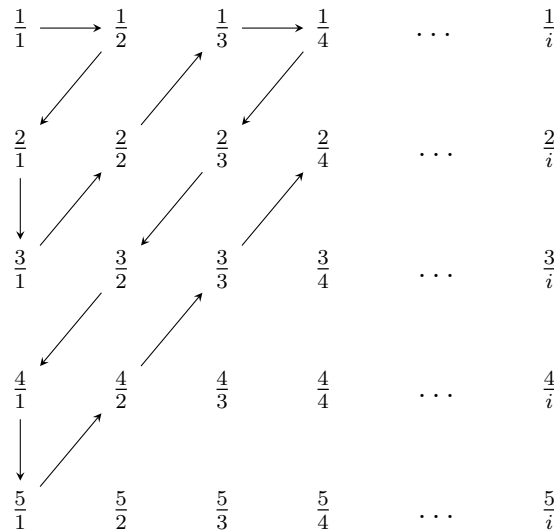 1/1 1/2 1/3 1/4 ... 1/i
2/1 2/2 2/3 2/4 ... 2/i
3/1 3/2 3/3 3/4 ... 3/i
4/1 4/2 4/3 4/4 ... 4/i
5/1 5/2 5/3 5/4 ... 5/i